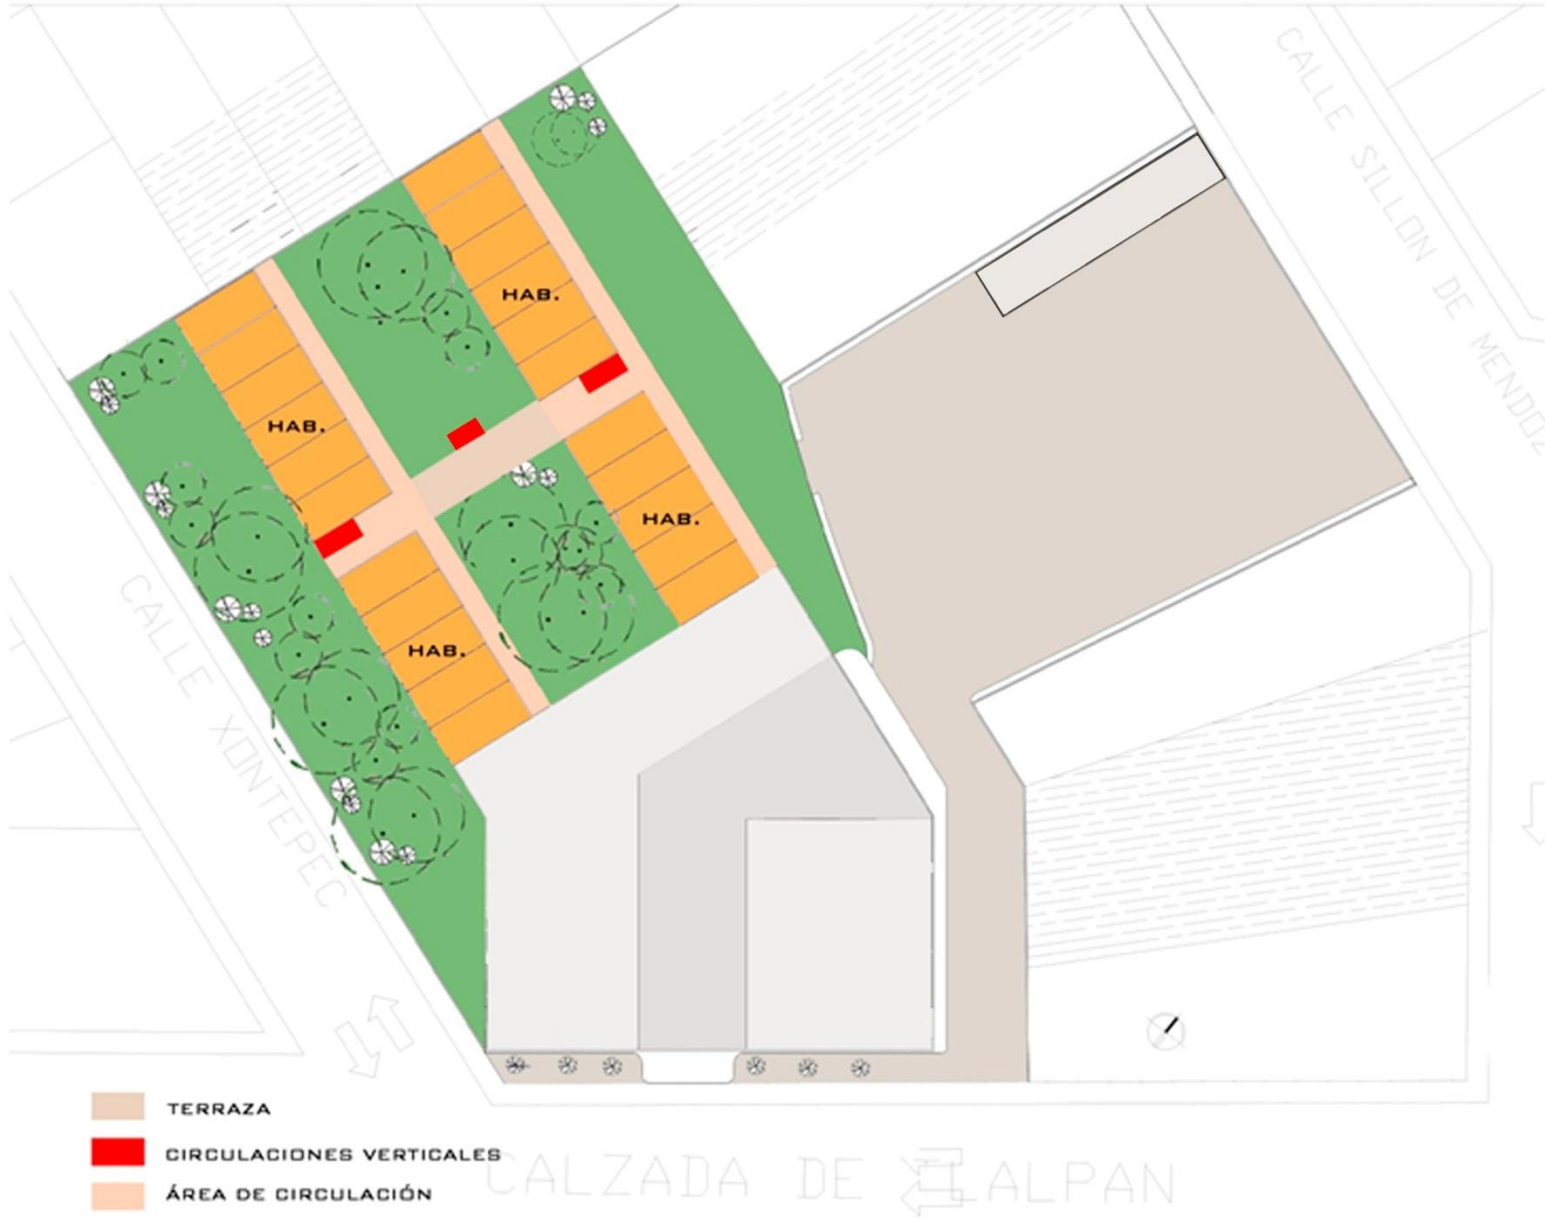 CALLE SILLON DE MENDOZ
HAB.
HAB.
HAB.
HAB.
CALLE XONTEPEC
TERRAZA
CIRCULACIONES VERTICALES
ÁREA DE CIRCULACIÓN
CALZADA DE TLALPAN